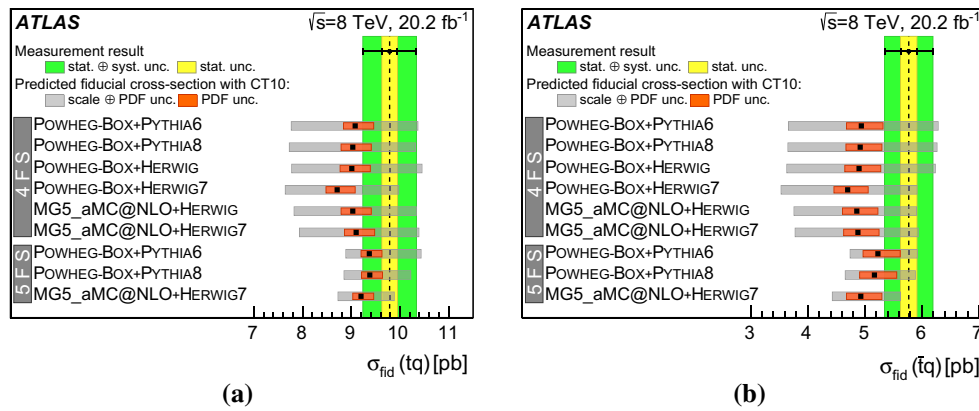 ATLAS √s=8 TeV, 20.2 fb⁻¹
Measurement result
stat. ⊕ syst. unc. stat. unc.
Predicted fiducial cross-section with CT10:
scale ⊕ PDF unc. PDF unc.
4FS
POWHEG-BOX+PYTHIA6
POWHEG-BOX+PYTHIA8
POWHEG-BOX+HERWIG
POWHEG-BOX+HERWIG7
MG5_aMC@NLO+HERWIG
MG5_aMC@NLO+HERWIG7
5FS
POWHEG-BOX+PYTHIA6
POWHEG-BOX+PYTHIA8
MG5_aMC@NLO+HERWIG7
7 8 9 10 11
σfid (tq) [pb]
(a)
ATLAS √s=8 TeV, 20.2 fb⁻¹
Measurement result
stat. ⊕ syst. unc. stat. unc.
Predicted fiducial cross-section with CT10:
scale ⊕ PDF unc. PDF unc.
4FS
POWHEG-BOX+PYTHIA6
POWHEG-BOX+PYTHIA8
POWHEG-BOX+HERWIG
POWHEG-BOX+HERWIG7
MG5_aMC@NLO+HERWIG
MG5_aMC@NLO+HERWIG7
5FS
POWHEG-BOX+PYTHIA6
POWHEG-BOX+PYTHIA8
MG5_aMC@NLO+HERWIG7
3 4 5 6 7
σfid (t̄q) [pb]
(b)